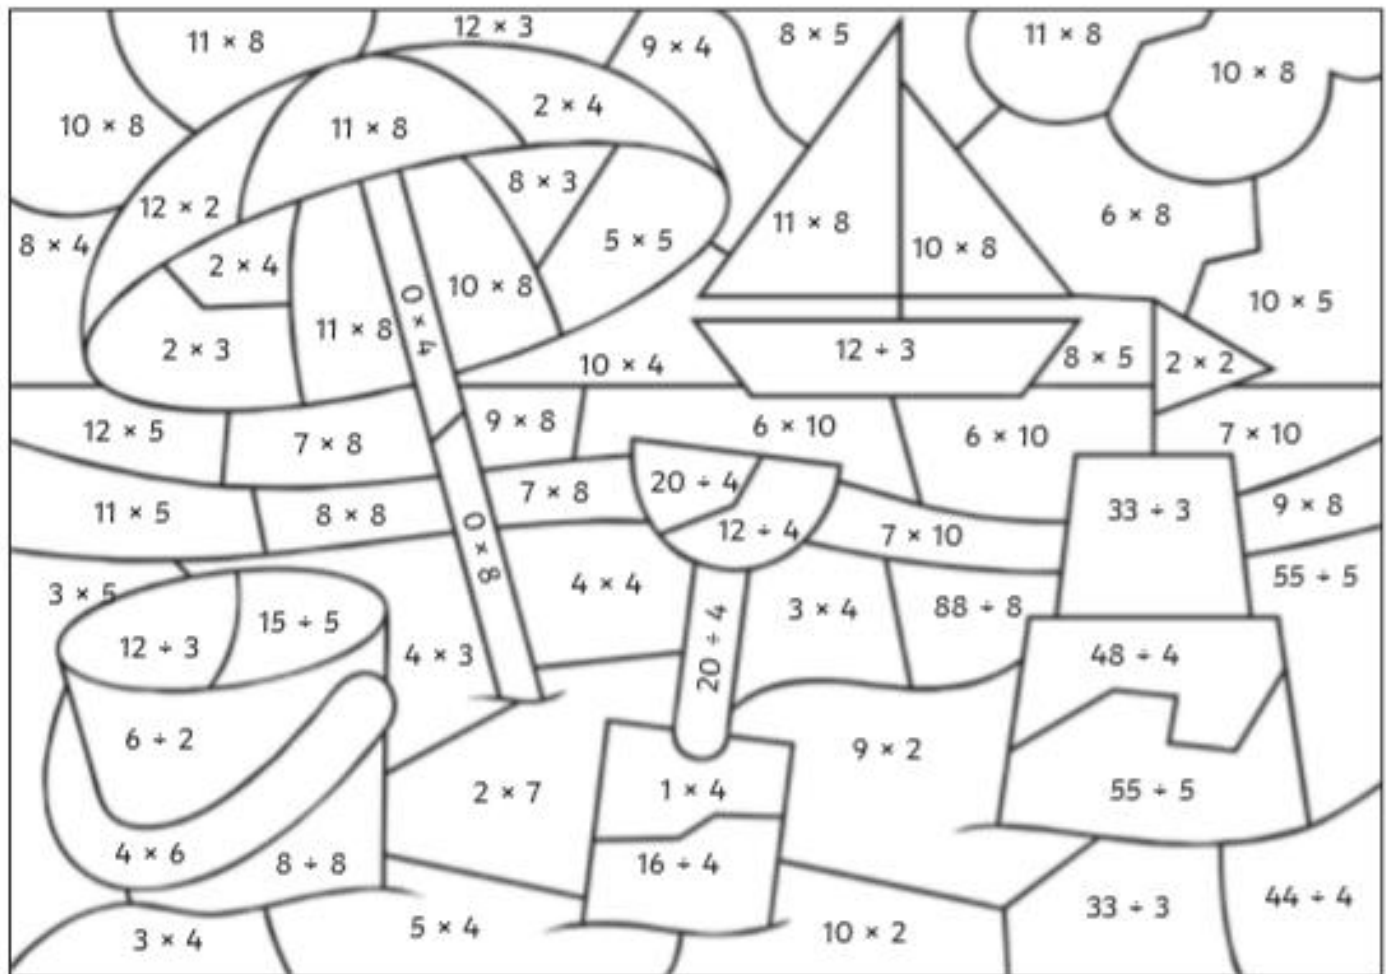 11 × 8
12 × 3
9 × 4
8 × 5
11 × 8
10 × 8
10 × 8
11 × 8
2 × 4
12 × 2
8 × 3
8 × 4
2 × 4
5 × 5
11 × 8
10 × 8
6 × 8
10 × 8
11 × 8
0 × 4
2 × 3
10 × 4
12 ÷ 3
8 × 5
2 × 2
10 × 5
12 × 5
7 × 8
9 × 8
6 × 10
6 × 10
7 × 10
11 × 5
8 × 8
7 × 8
20 ÷ 4
12 ÷ 4
7 × 10
33 ÷ 3
9 × 8
0 × 8
3 × 5
12 ÷ 3
15 ÷ 5
4 × 4
3 × 4
88 ÷ 8
55 ÷ 5
4 × 3
20 ÷ 4
48 ÷ 4
6 ÷ 2
2 × 7
1 × 4
9 × 2
55 ÷ 5
4 × 6
8 ÷ 8
16 ÷ 4
3 × 4
5 × 4
10 × 2
33 ÷ 3
44 ÷ 4